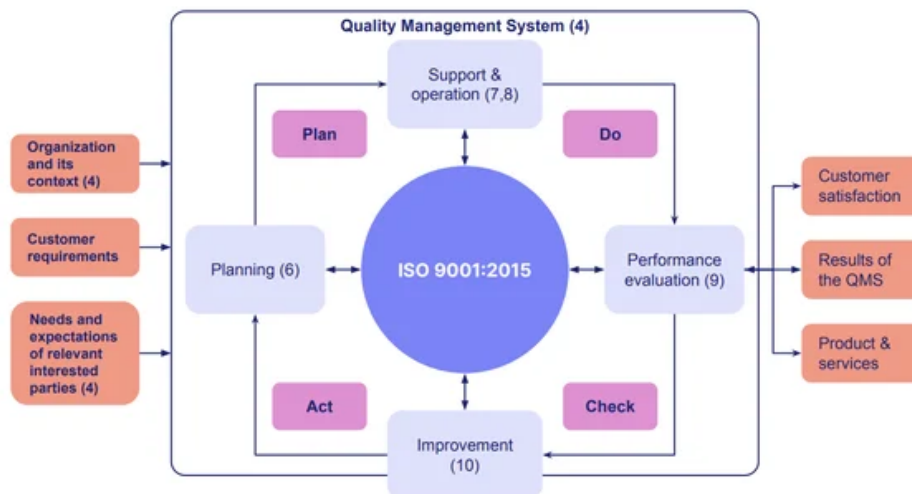 Quality Management System (4)
Support &
operation (7,8)
Plan
Do
Organization
and its
context (4)
Customer
requirements
Needs and
expectations
of relevant
interested
parties (4)
Planning (6)
ISO 9001:2015
Performance
evaluation (9)
Customer
satisfaction
Results of
the QMS
Product &
services
Act
Check
Improvement
(10)